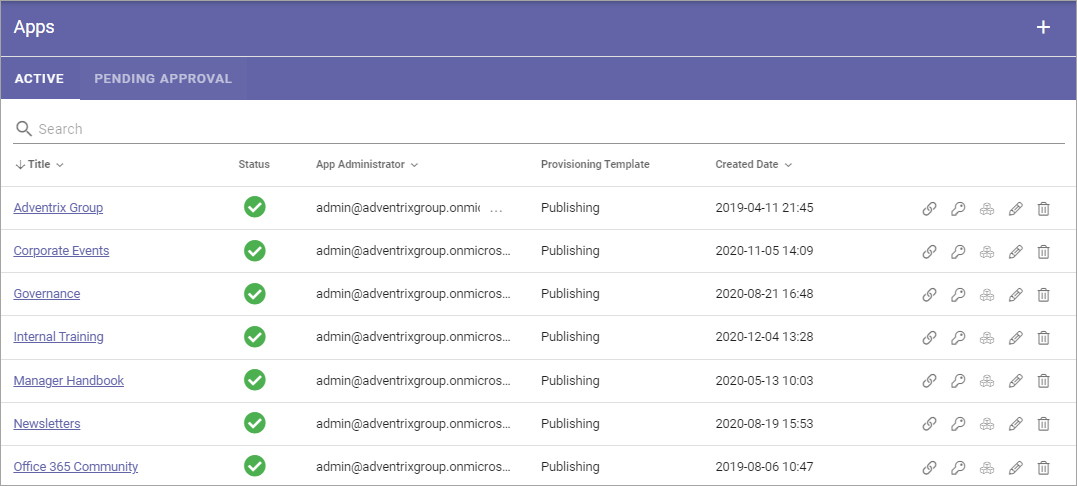 Apps
ACTIVE PENDING APPROVAL
Search
Title Status App Administrator Provisioning Template Created Date
Adventrix Group admin@adventrixgroup.onmic ... Publishing 2019-04-11 21:45
Corporate Events admin@adventrixgroup.onmicros... Publishing 2020-11-05 14:09
Governance admin@adventrixgroup.onmicros... Publishing 2020-08-21 16:48
Internal Training admin@adventrixgroup.onmicros... Publishing 2020-12-04 13:28
Manager Handbook admin@adventrixgroup.onmicros... Publishing 2020-05-13 10:03
Newsletters admin@adventrixgroup.onmicros... Publishing 2020-08-19 15:53
Office 365 Community admin@adventrixgroup.onmicros... Publishing 2019-08-06 10:47